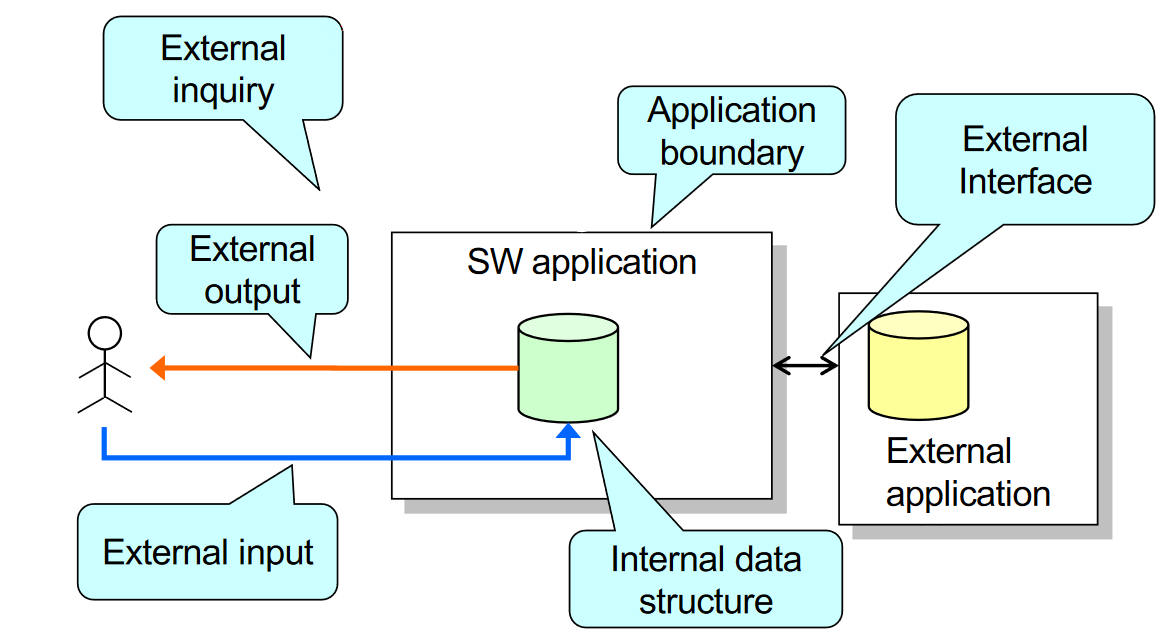 External
inquiry
Application
boundary
External
Interface
External
output
SW application
External
application
External input
Internal data
structure